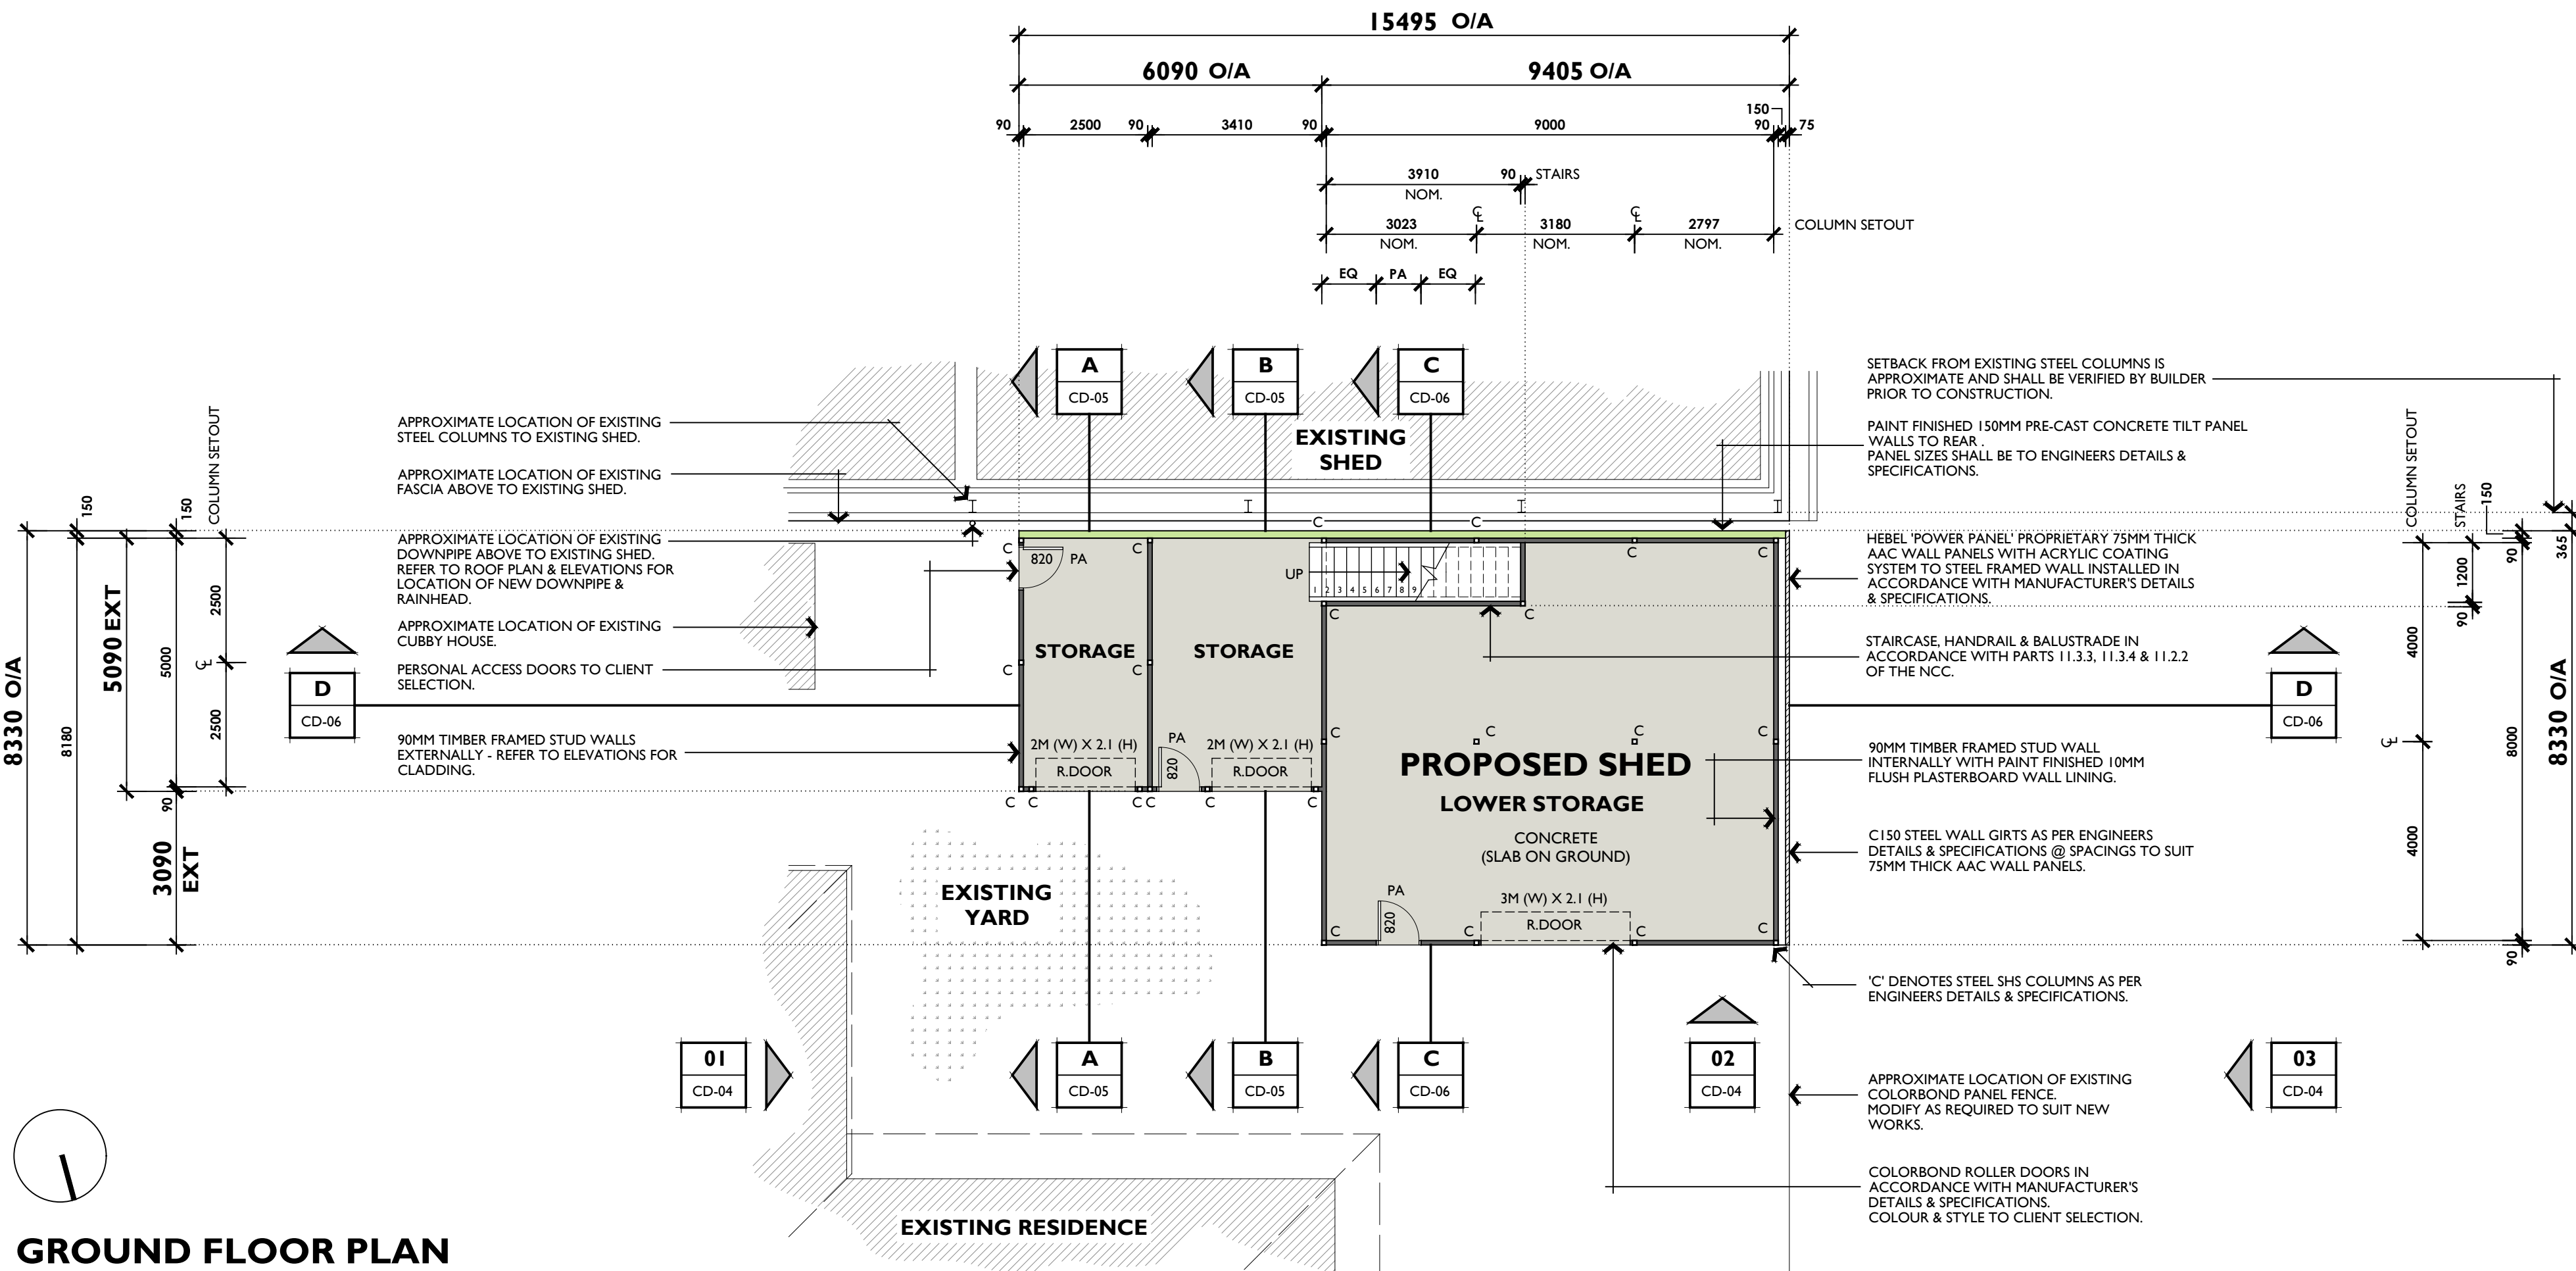 15495 O/A
6090 O/A
9405 O/A
150
90
2500
90
3410
90
9000
90
75
3910
NOM.
90
STAIRS
3023
NOM.
3180
NOM.
2797
NOM.
COLUMN SETOUT
EQ
PA
EQ
A
CD-05
B
CD-05
C
CD-06
EXISTING
SHED
APPROXIMATE LOCATION OF EXISTING
STEEL COLUMNS TO EXISTING SHED.
APPROXIMATE LOCATION OF EXISTING
FASCIA ABOVE TO EXISTING SHED.
APPROXIMATE LOCATION OF EXISTING
DOWNPIPE ABOVE TO EXISTING SHED.
REFER TO ROOF PLAN & ELEVATIONS FOR
LOCATION OF NEW DOWNPIPE &
RAINHEAD.
APPROXIMATE LOCATION OF EXISTING
CUBBY HOUSE.
PERSONAL ACCESS DOORS TO CLIENT
SELECTION.
90MM TIMBER FRAMED STUD WALLS
EXTERNALLY - REFER TO ELEVATIONS FOR
CLADDING.
8330 O/A
150
8180
5090 EXT
150
5000
90
3090
EXT
COLUMN SETOUT
2500
2500
D
CD-06
C
C
C
820
PA
C
C
C
UP
1 2 3 4 5 6 7 8 9
C
C
C
C
STORAGE
STORAGE
C
C
2M (W) X 2.1 (H)
R.DOOR
PA
820
2M (W) X 2.1 (H)
R.DOOR
C
C
C
C
C
C
C
C
C C
C
C
PROPOSED SHED
LOWER STORAGE
CONCRETE
(SLAB ON GROUND)
PA
820
3M (W) X 2.1 (H)
R.DOOR
C
C
C
C
EXISTING
YARD
SETBACK FROM EXISTING STEEL COLUMNS IS
APPROXIMATE AND SHALL BE VERIFIED BY BUILDER
PRIOR TO CONSTRUCTION.
PAINT FINISHED 150MM PRE-CAST CONCRETE TILT PANEL
WALLS TO REAR .
PANEL SIZES SHALL BE TO ENGINEERS DETAILS &
SPECIFICATIONS.
HEBEL 'POWER PANEL' PROPRIETARY 75MM THICK
AAC WALL PANELS WITH ACRYLIC COATING
SYSTEM TO STEEL FRAMED WALL INSTALLED IN
ACCORDANCE WITH MANUFACTURER'S DETAILS
& SPECIFICATIONS.
STAIRCASE, HANDRAIL & BALUSTRADE IN
ACCORDANCE WITH PARTS 11.3.3, 11.3.4 & 11.2.2
OF THE NCC.
90MM TIMBER FRAMED STUD WALL
INTERNALLY WITH PAINT FINISHED 10MM
FLUSH PLASTERBOARD WALL LINING.
C150 STEEL WALL GIRTS AS PER ENGINEERS
DETAILS & SPECIFICATIONS @ SPACINGS TO SUIT
75MM THICK AAC WALL PANELS.
'C' DENOTES STEEL SHS COLUMNS AS PER
ENGINEERS DETAILS & SPECIFICATIONS.
APPROXIMATE LOCATION OF EXISTING
COLORBOND PANEL FENCE.
MODIFY AS REQUIRED TO SUIT NEW
WORKS.
COLORBOND ROLLER DOORS IN
ACCORDANCE WITH MANUFACTURER'S
DETAILS & SPECIFICATIONS.
COLOUR & STYLE TO CLIENT SELECTION.
D
CD-06
COLUMN SETOUT
4000
4000
STAIRS
1200
90
150
90
8000
90
365
8330 O/A
01
CD-04
A
CD-05
B
CD-05
C
CD-06
02
CD-04
03
CD-04
EXISTING RESIDENCE
GROUND FLOOR PLAN